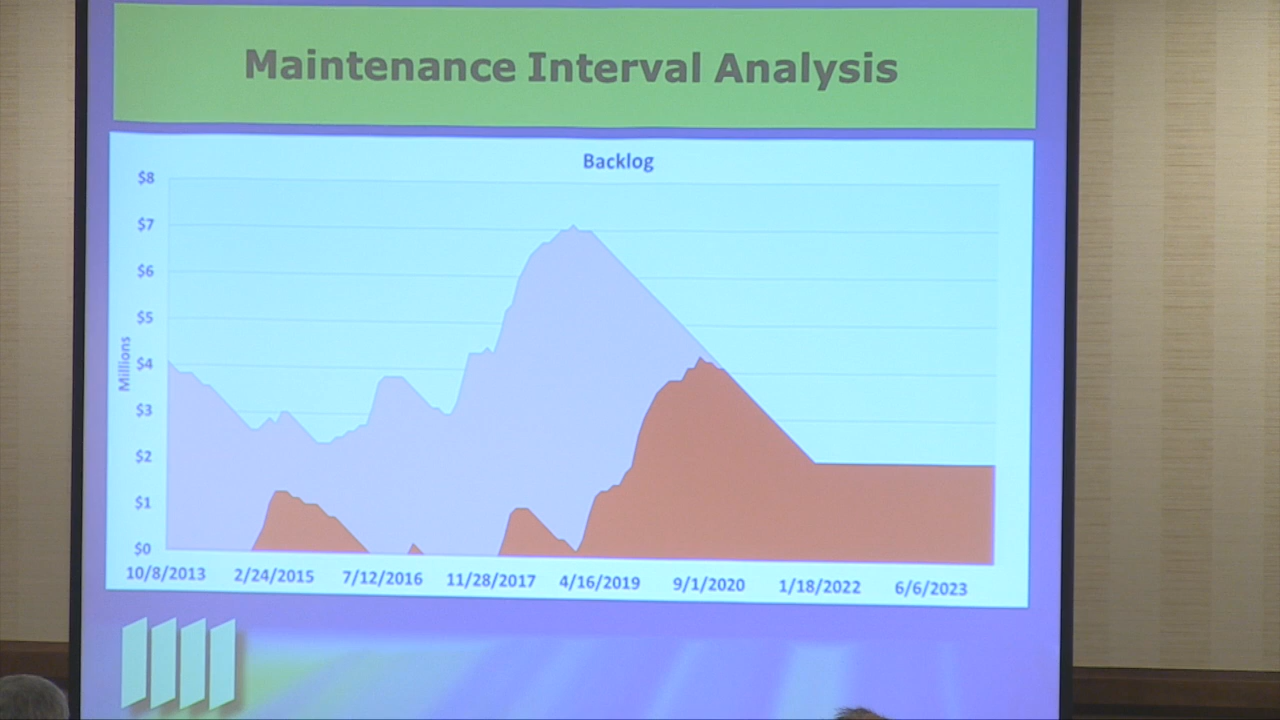 Maintenance Interval Analysis
Backlog
$8
$7
$6
$5
$4
$3
$2
$1
$0
Millions
10/8/2013 2/24/2015 7/12/2016 11/28/2017 4/16/2019 9/1/2020 1/18/2022 6/6/2023